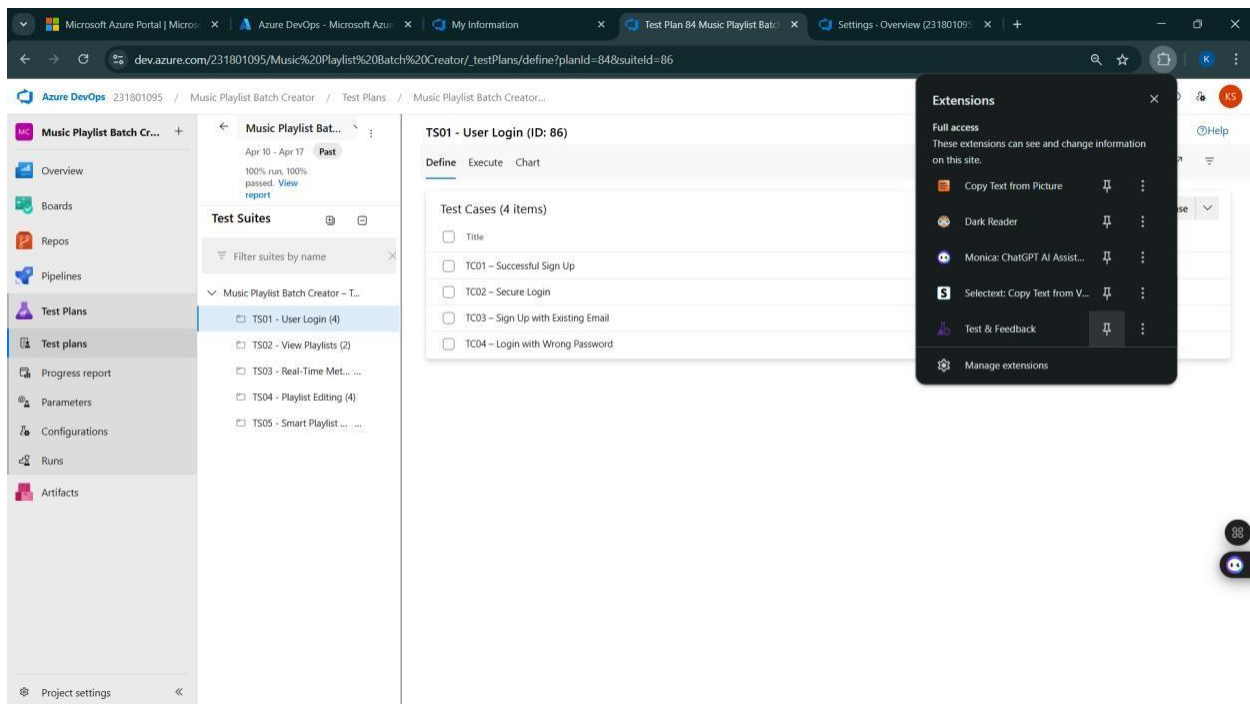 Microsoft Azure Portal | Micros
Azure DevOps - Microsoft Azur
My Information
Test Plan 84 Music Playlist Batc
Settings · Overview (231801095
dev.azure.com/231801095/Music%20Playlist%20Batch%20Creator/_testPlans/define?planId=84&suiteId=86
K
Azure DevOps 231801095 / Music Playlist Batch Creator / Test Plans / Music Playlist Batch Creator...
KS
MC Music Playlist Batch Cr... +
Overview
Boards
Repos
Pipelines
Test Plans
Test plans
Progress report
Parameters
Configurations
Runs
Artifacts
Project settings
Music Playlist Bat...
Apr 10 - Apr 17 Past
100% run, 100%
passed. View
report
Test Suites
Filter suites by name
Music Playlist Batch Creator – T...
TS01 - User Login (4)
TS02 - View Playlists (2)
TS03 - Real-Time Met... ...
TS04 - Playlist Editing (4)
TS05 - Smart Playlist ... ...
TS01 - User Login (ID: 86)
Help
Define Execute Chart
Test Cases (4 items)
Title
TC01 – Successful Sign Up
TC02 – Secure Login
TC03 – Sign Up with Existing Email
TC04 – Login with Wrong Password
Extensions
Full access
These extensions can see and change information
on this site.
Copy Text from Picture
Dark Reader
Monica: ChatGPT AI Assist...
S Selectext: Copy Text from V...
Test & Feedback
Manage extensions